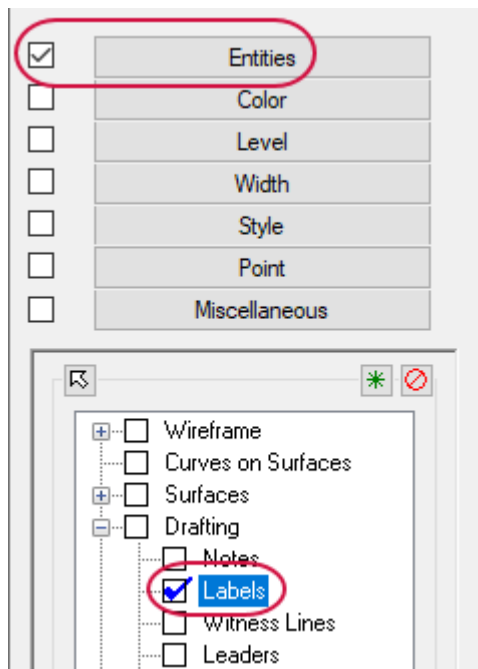 Entities
Color
Level
Width
Style
Point
Miscellaneous
Wireframe
Curves on Surfaces
Surfaces
Drafting
Notes
Labels
Witness Lines
Leaders